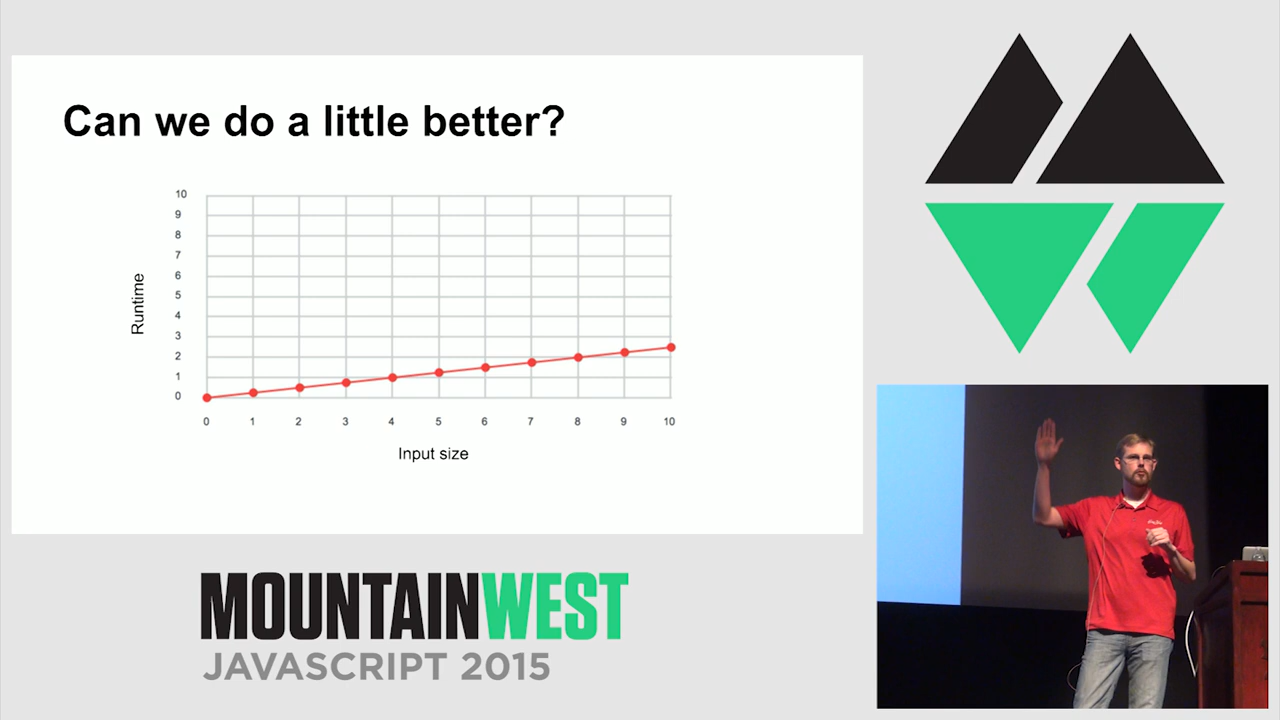 Can we do a little better?
10
9
8
7
6
5
4
3
2
1
0
Runtime
0 1 2 3 4 5 6 7 8 9 10
Input size
MOUNTAINWEST
JAVASCRIPT 2015